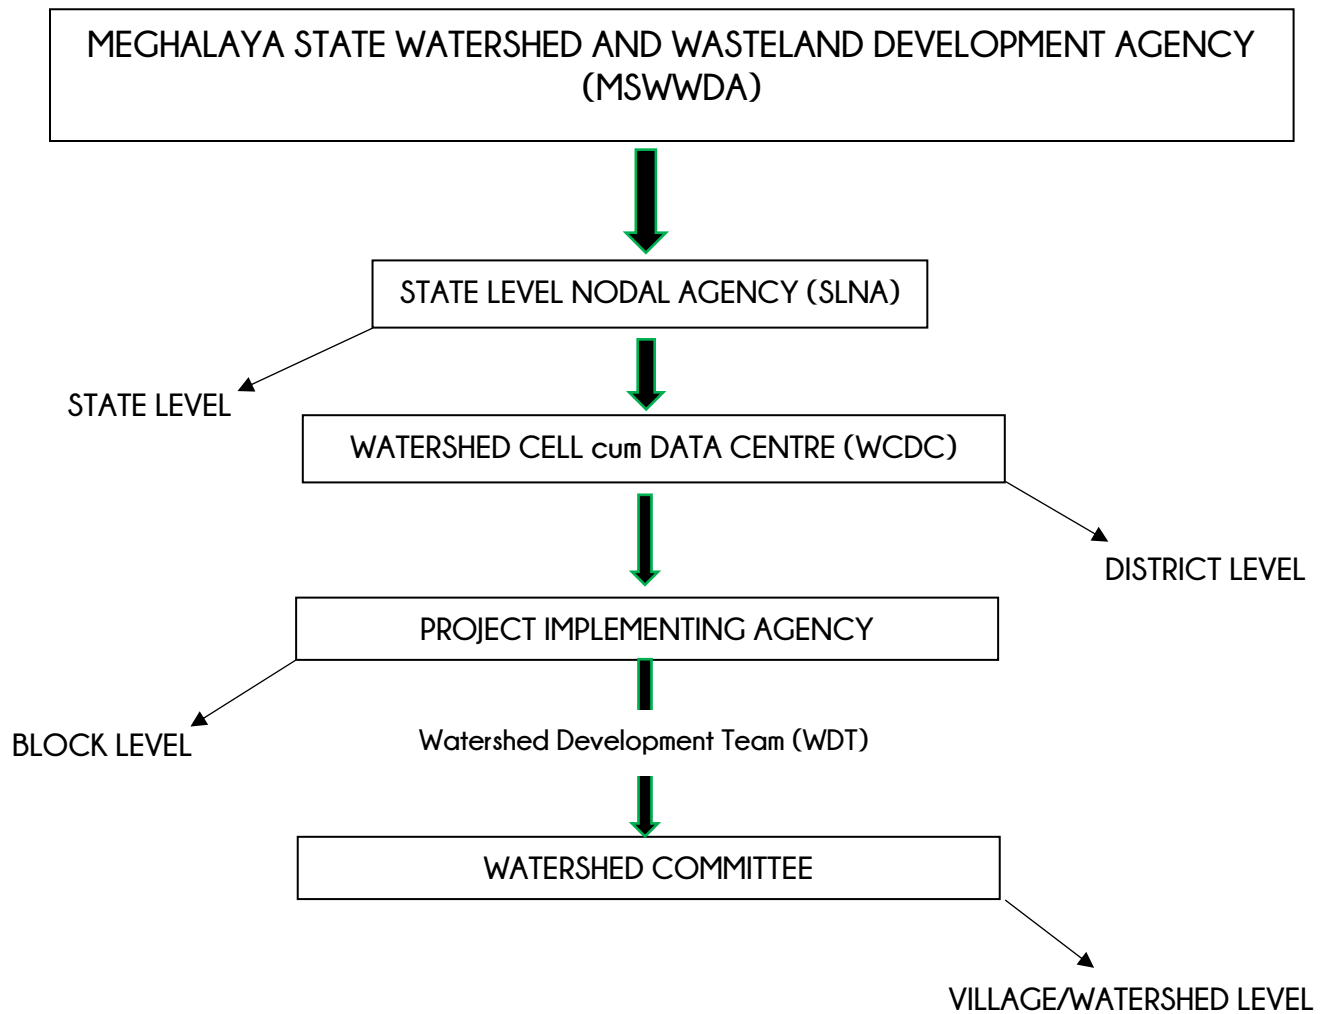 MEGHALAYA STATE WATERSHED AND WASTELAND DEVELOPMENT AGENCY
(MSWWDA)
STATE LEVEL NODAL AGENCY (SLNA)
STATE LEVEL
WATERSHED CELL cum DATA CENTRE (WCDC)
DISTRICT LEVEL
PROJECT IMPLEMENTING AGENCY
BLOCK LEVEL
Watershed Development Team (WDT)
WATERSHED COMMITTEE
VILLAGE/WATERSHED LEVEL